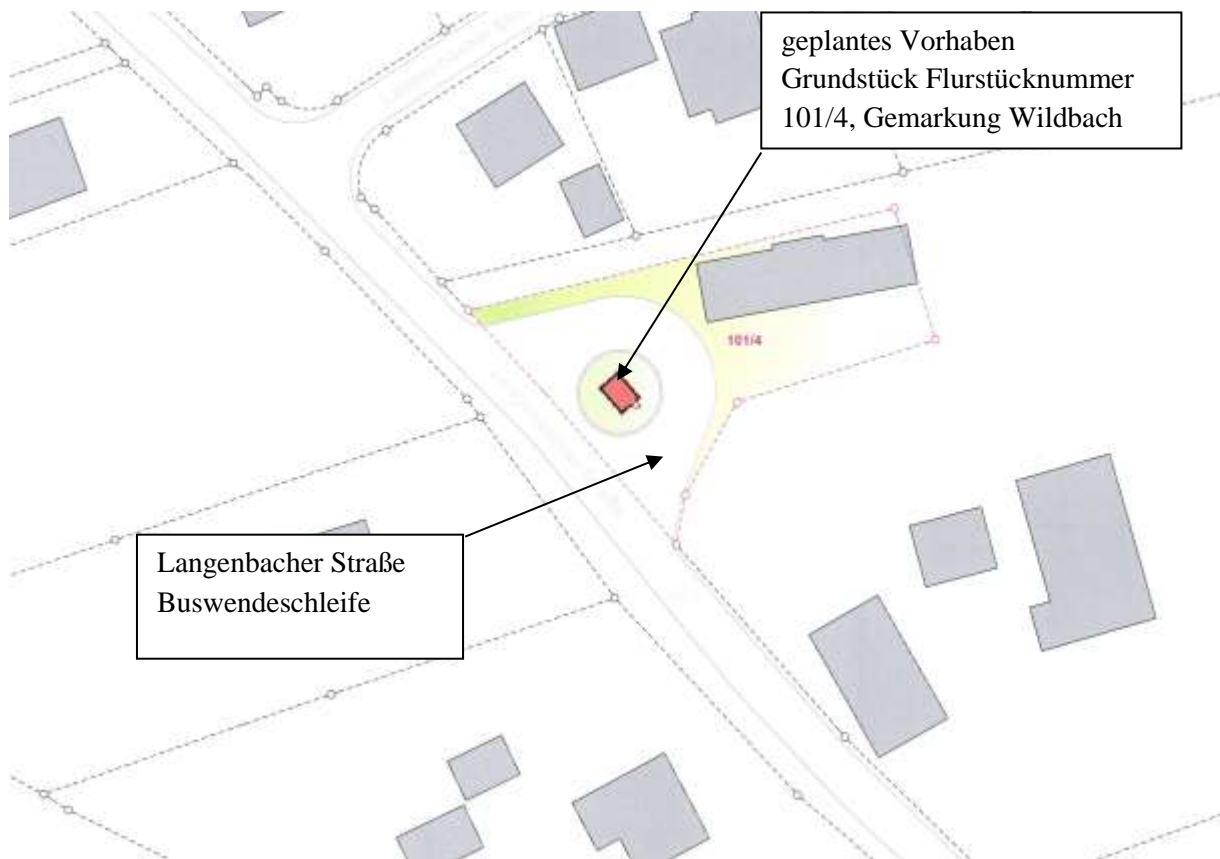 geplantes Vorhaben
Grundstück Flurstücknummer
101/4, Gemarkung Wildbach
101/4
Langenbacher Straße
Buswendeschleife